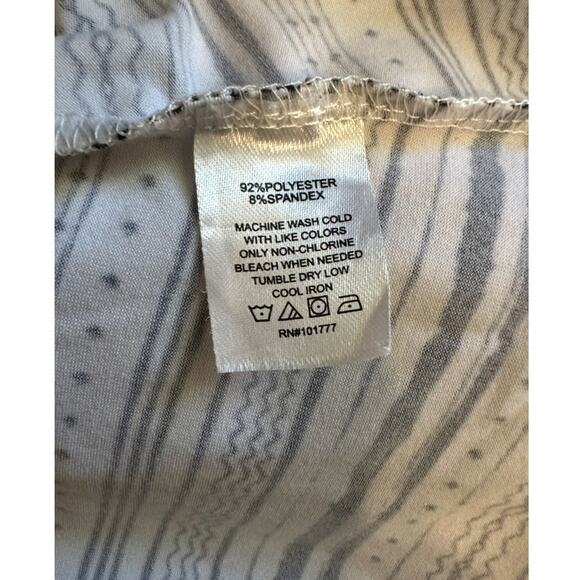 92%POLYESTER
8%SPANDEX
MACHINE WASH COLD
WITH LIKE COLORS
ONLY NON-CHLORINE
BLEACH WHEN NEEDED
TUMBLE DRY LOW
COOL IRON
RN#101777